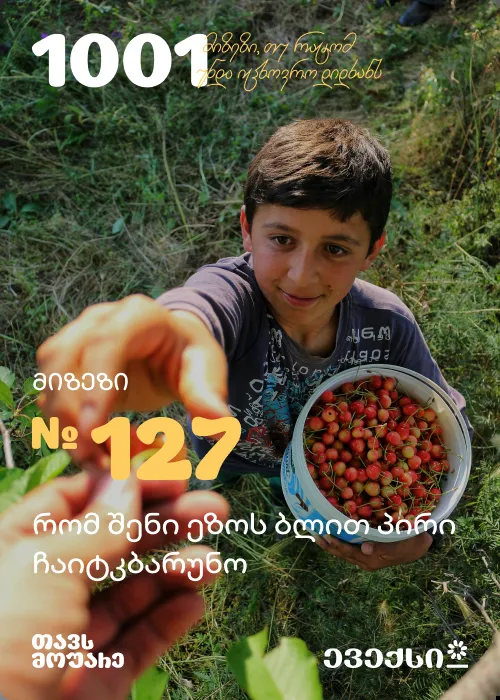 1001 მიზეზი, თუ რატომ
უნდა იცხოვრო დიდხანს
მიზეზი
№ 127
რომ შენი ეზოს ბლით პირი
ჩაიტკბარუნო
თავს
მოუარე
ევექსი